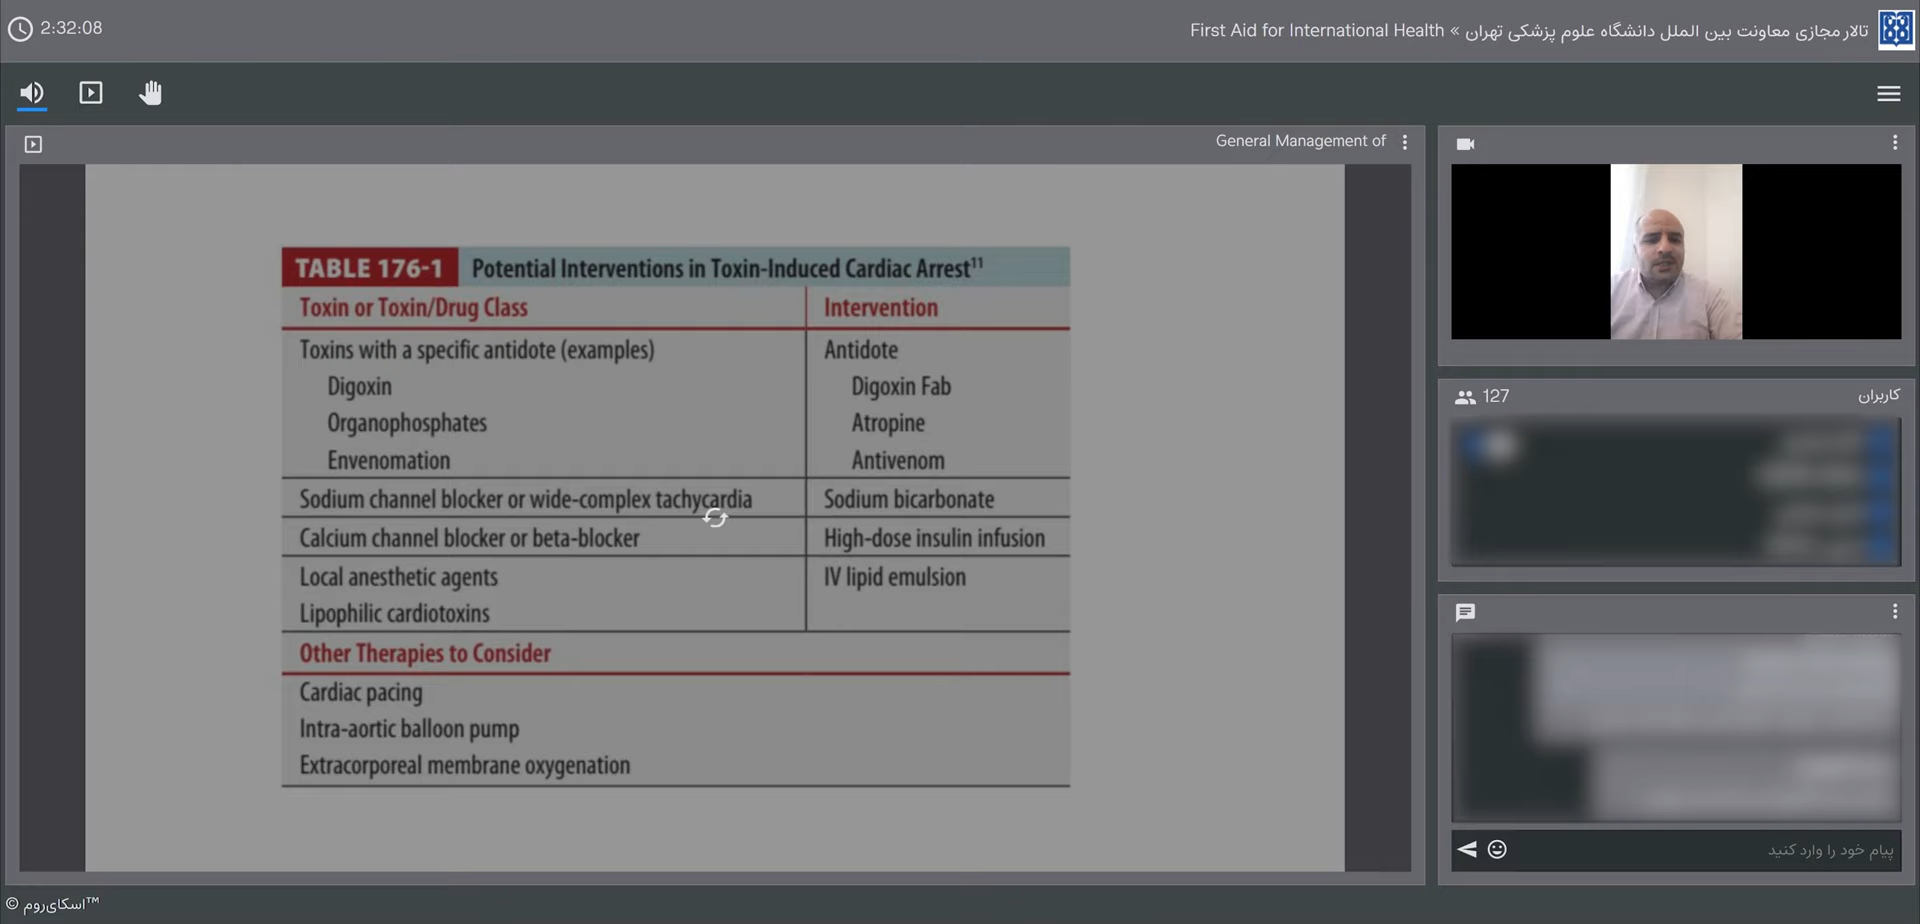 2:32:08
First Aid for International Health » تالار مجازی معاونت بین الملل دانشگاه علوم پزشکی تهران
General Management of
TABLE 176-1 Potential Interventions in Toxin-Induced Cardiac Arrest¹¹
Toxin or Toxin/Drug Class Intervention
Toxins with a specific antidote (examples) Antidote
Digoxin Digoxin Fab
Organophosphates Atropine
Envenomation Antivenom
Sodium channel blocker or wide-complex tachycardia Sodium bicarbonate
Calcium channel blocker or beta-blocker High-dose insulin infusion
Local anesthetic agents IV lipid emulsion
Lipophilic cardiotoxins
Other Therapies to Consider
Cardiac pacing
Intra-aortic balloon pump
Extracorporeal membrane oxygenation
127 کاربران
پیام خود را وارد کنید
© اسکای‌روم™